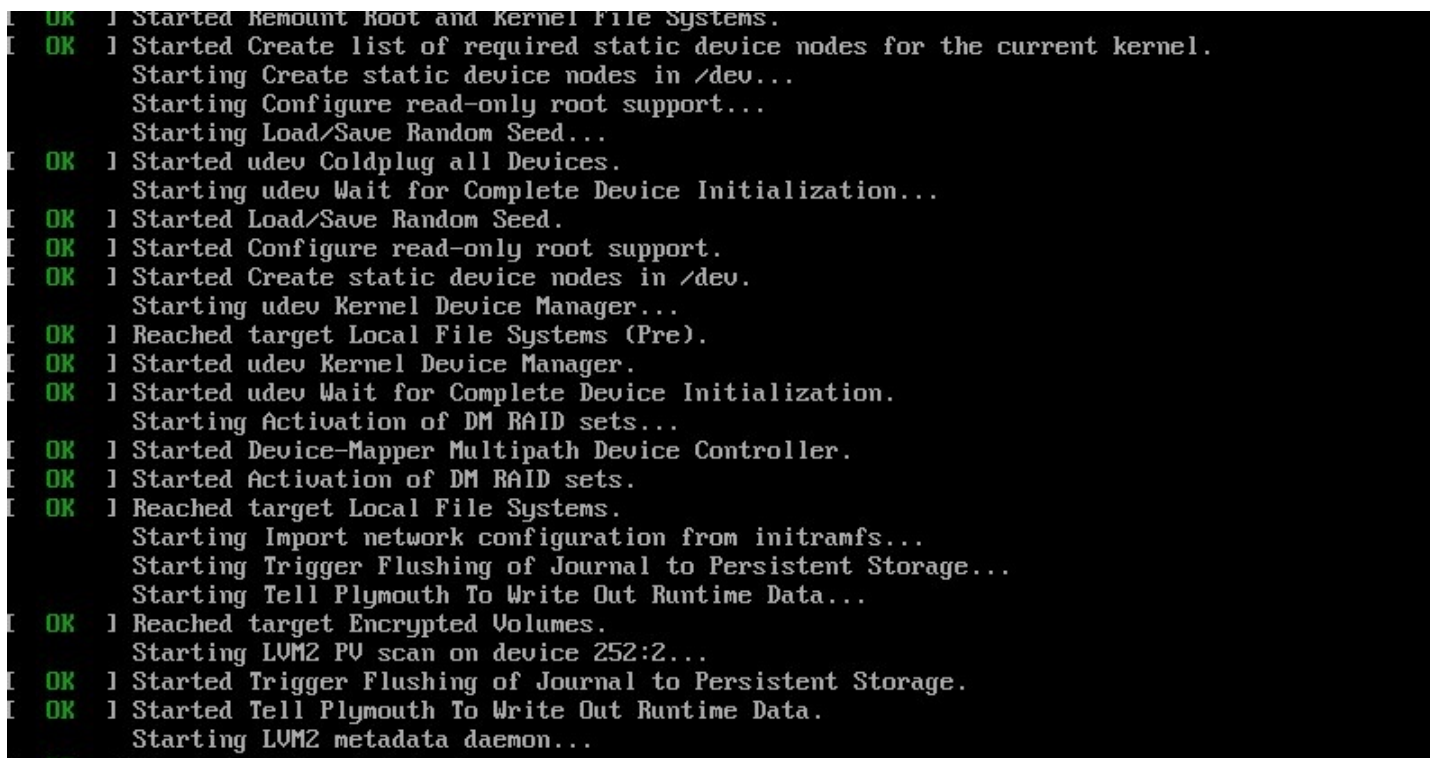 [  OK  ] Started Remount Root and Kernel File Systems.
[  OK  ] Started Create list of required static device nodes for the current kernel.
Starting Create static device nodes in /dev...
Starting Configure read-only root support...
Starting Load/Save Random Seed...
[  OK  ] Started udev Coldplug all Devices.
Starting udev Wait for Complete Device Initialization...
[  OK  ] Started Load/Save Random Seed.
[  OK  ] Started Configure read-only root support.
[  OK  ] Started Create static device nodes in /dev.
Starting udev Kernel Device Manager...
[  OK  ] Reached target Local File Systems (Pre).
[  OK  ] Started udev Kernel Device Manager.
[  OK  ] Started udev Wait for Complete Device Initialization.
Starting Activation of DM RAID sets...
[  OK  ] Started Device-Mapper Multipath Device Controller.
[  OK  ] Started Activation of DM RAID sets.
[  OK  ] Reached target Local File Systems.
Starting Import network configuration from initramfs...
Starting Trigger Flushing of Journal to Persistent Storage...
Starting Tell Plymouth To Write Out Runtime Data...
[  OK  ] Reached target Encrypted Volumes.
Starting LVM2 PV scan on device 252:2...
[  OK  ] Started Trigger Flushing of Journal to Persistent Storage.
[  OK  ] Started Tell Plymouth To Write Out Runtime Data.
Starting LVM2 metadata daemon...